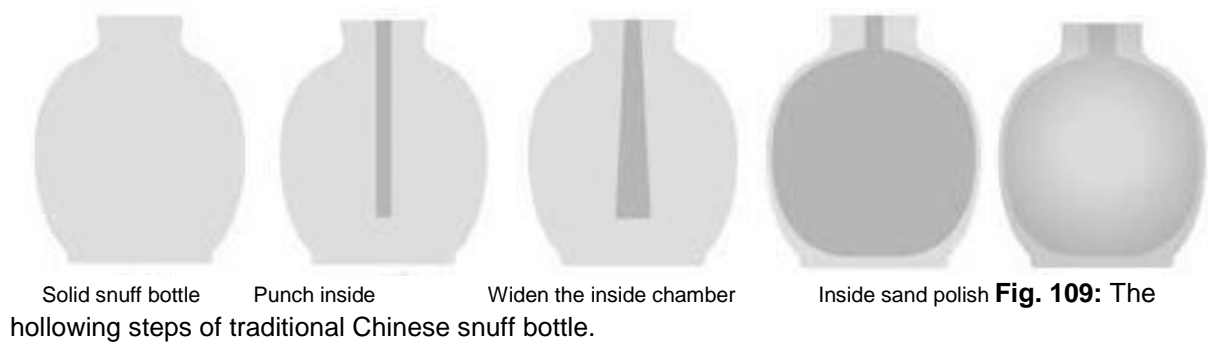 Solid snuff bottle Punch inside Widen the inside chamber Inside sand polish Fig. 109: The
hollowing steps of traditional Chinese snuff bottle.